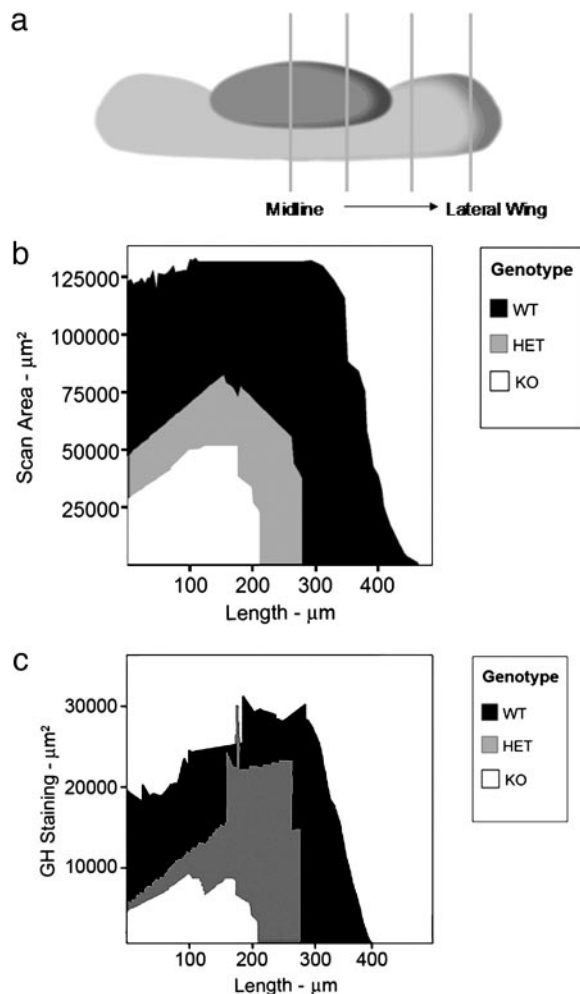 a
Midline
Lateral Wing
b
125000
100000
75000
50000
25000
Scan Area - μm²
100
200
300
400
Length - μm
Genotype
WT
HET
KO
c
30000
20000
10000
GH Staining - μm²
100
200
300
400
Length - μm
Genotype
WT
HET
KO